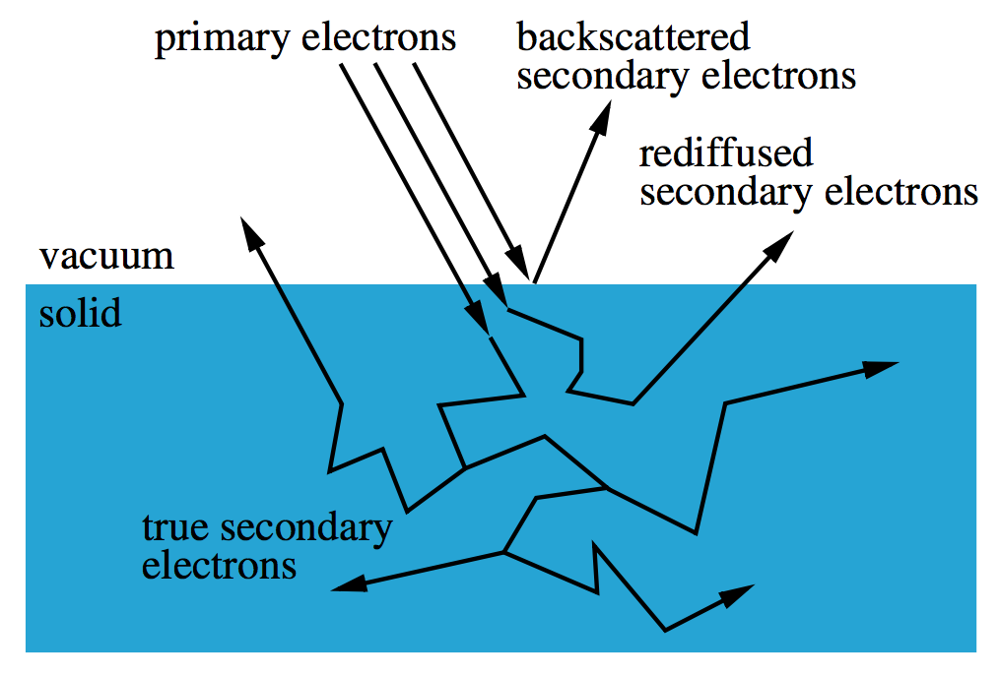 primary electrons
backscattered
secondary electrons
rediffused
secondary electrons
vacuum
solid
true secondary
electrons